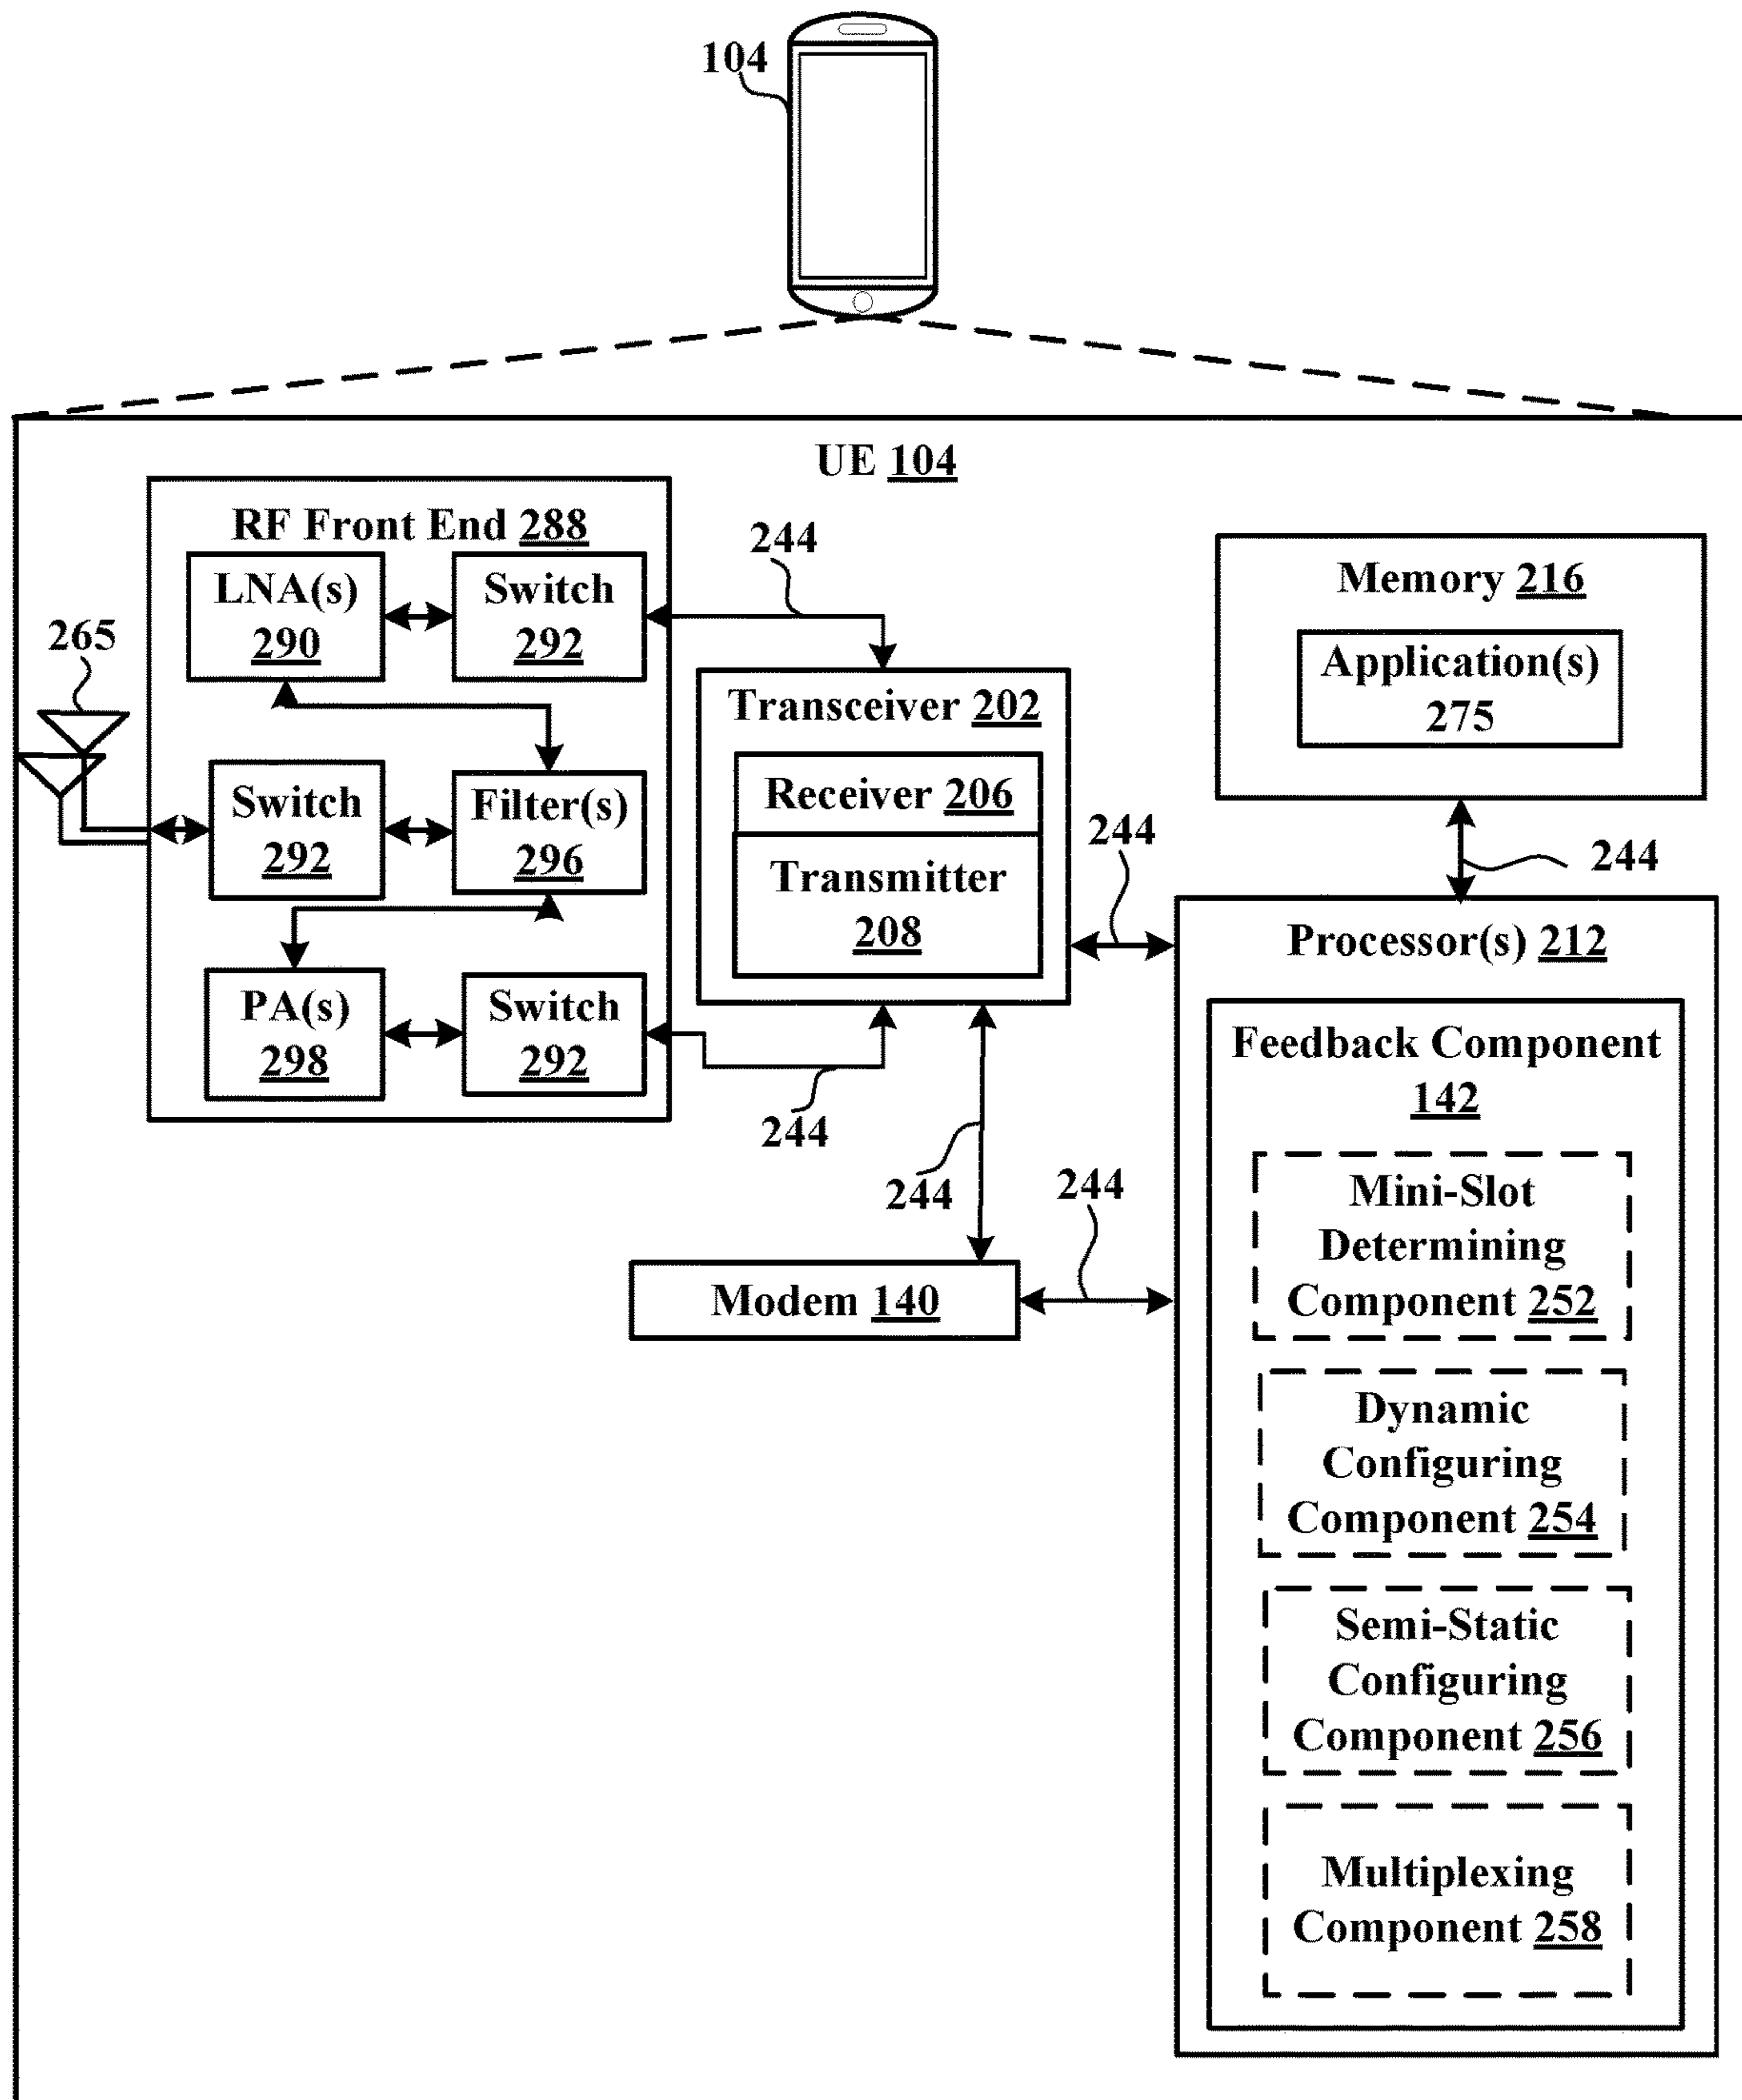 104
UE 104
RF Front End 288
LNA(s)
290
Switch
292
244
265
Switch
292
Filter(s)
296
PA(s)
298
Switch
292
244
Transceiver 202
Receiver 206
Transmitter
208
244
244
244
Modem 140
Memory 216
Application(s)
275
244
Processor(s) 212
Feedback Component
142
Mini-Slot
Determining
Component 252
Dynamic
Configuring
Component 254
Semi-Static
Configuring
Component 256
Multiplexing
Component 258